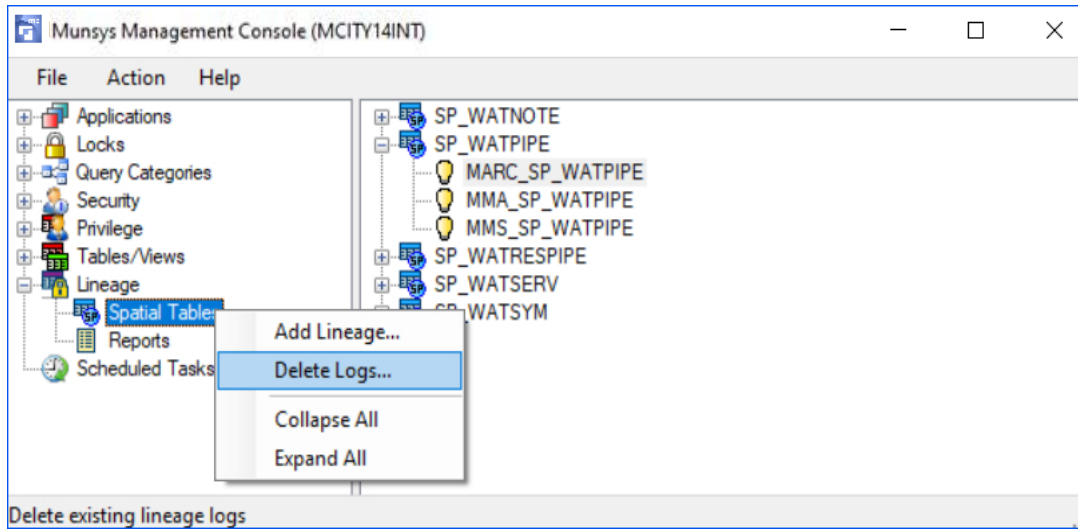 Munsys Management Console (MCITY14INT)
File Action Help
Applications
Locks
Query Categories
Security
Privilege
Tables/Views
Lineage
Spatial Tables
Reports
Scheduled Tasks
SP_WATNOTE
SP_WATPIPE
MARC_SP_WATPIPE
MMA_SP_WATPIPE
MMS_SP_WATPIPE
SP_WATRESPIPE
SP_WATSERV
SP_WATSYM
Add Lineage...
Delete Logs...
Collapse All
Expand All
Delete existing lineage logs